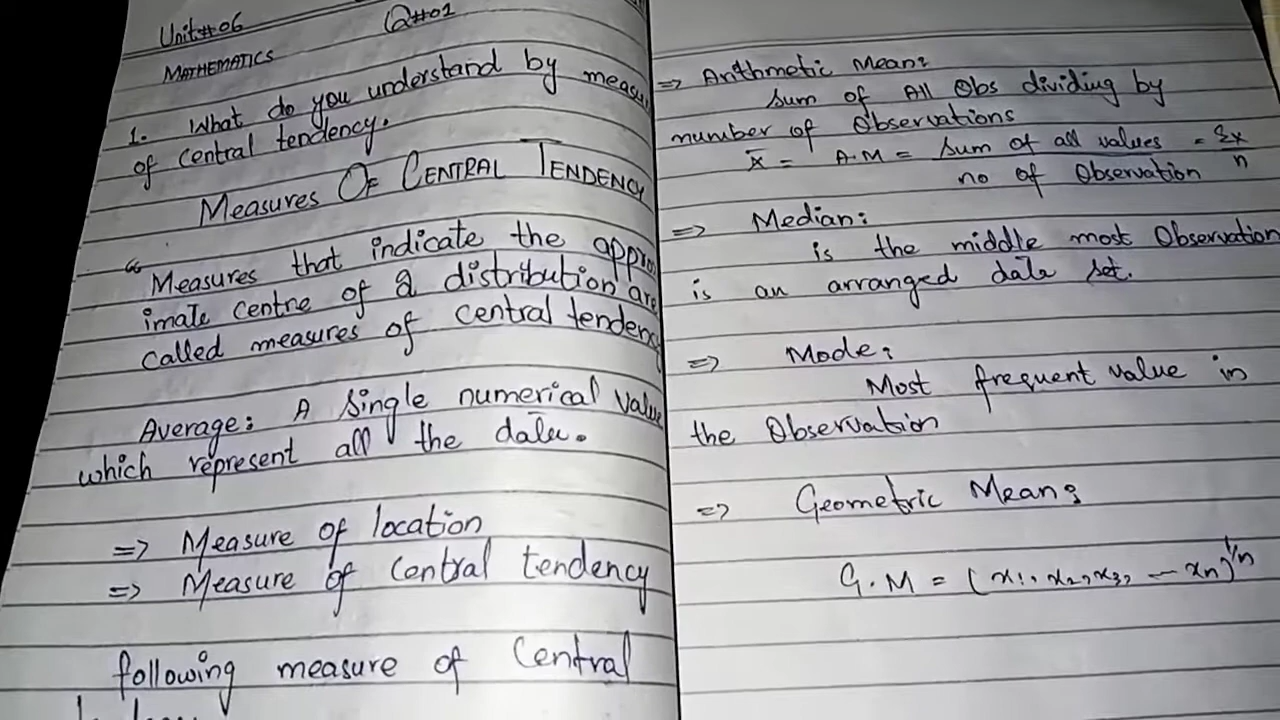 Unit#06 Q#01
MATHEMATICS
1. What do you understand by measu
of central tendency.
Measures Of CENTRAL TENDENCY
“ Measures that indicate the appro
imate centre of a distribution are
called measures of central tendenc
Average: A single numerical value
which represent all the data.
=> Measure of location
=> Measure of Central tendency
following measure of Central
=> Arithmetic Mean:
Sum of All Obs dividing by
number of Observations
x̄ = A.M = Sum of all values = Σx
no of Observation n
=> Median:
is the middle most Observation
is an arranged data set.
=> Mode:
Most frequent value in
the Observation
=> Geometric Mean:
G.M = (x1, x2, x3, — xn)^1/n